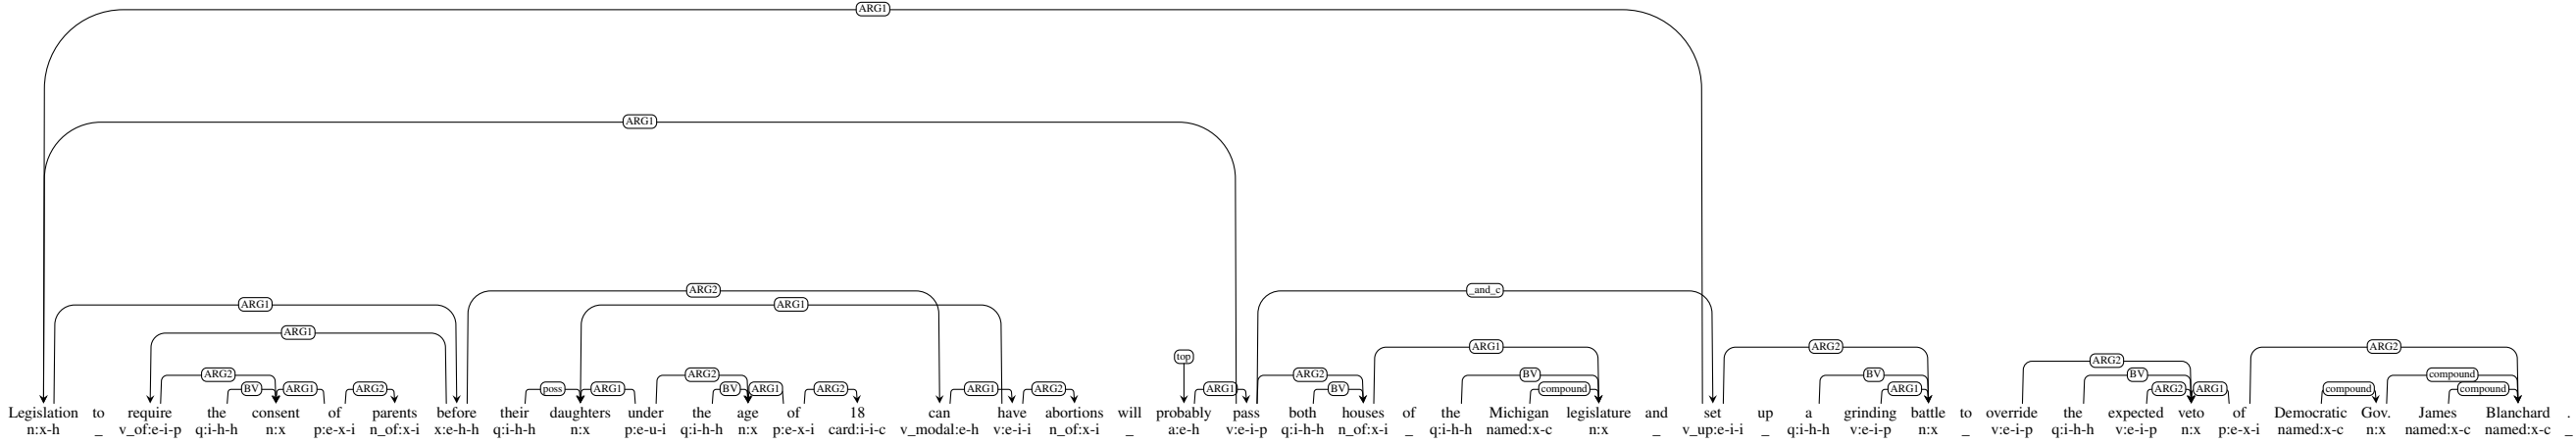 ARG1
ARG1
ARG2 _and_c
ARG1 ARG1
ARG1
top ARG1 ARG2 ARG2
ARG2
ARG2 ARG2 ARG2 BV BV BV compound
BV ARG1 ARG2 poss ARG1 BV ARG1 ARG2 ARG1 ARG2 ARG1 BV compound ARG1 ARG2 ARG1 compound compound
Legislation to require the consent of parents before their daughters under the age of 18 can have abortions will probably pass both houses of the Michigan legislature and set up a grinding battle to override the expected veto of Democratic Gov. James Blanchard .
n:x-h _ v_of:e-i-p q:i-h-h n:x p:e-x-i n_of:x-i x:e-h-h q:i-h-h n:x p:e-u-i q:i-h-h n:x p:e-x-i card:i-i-c v_modal:e-h v:e-i-i n_of:x-i _ a:e-h v:e-i-p q:i-h-h n_of:x-i _ q:i-h-h named:x-c n:x _ v_up:e-i-i _ q:i-h-h v:e-i-p n:x _ v:e-i-p q:i-h-h v:e-i-p n:x p:e-x-i named:x-c n:x named:x-c named:x-c _